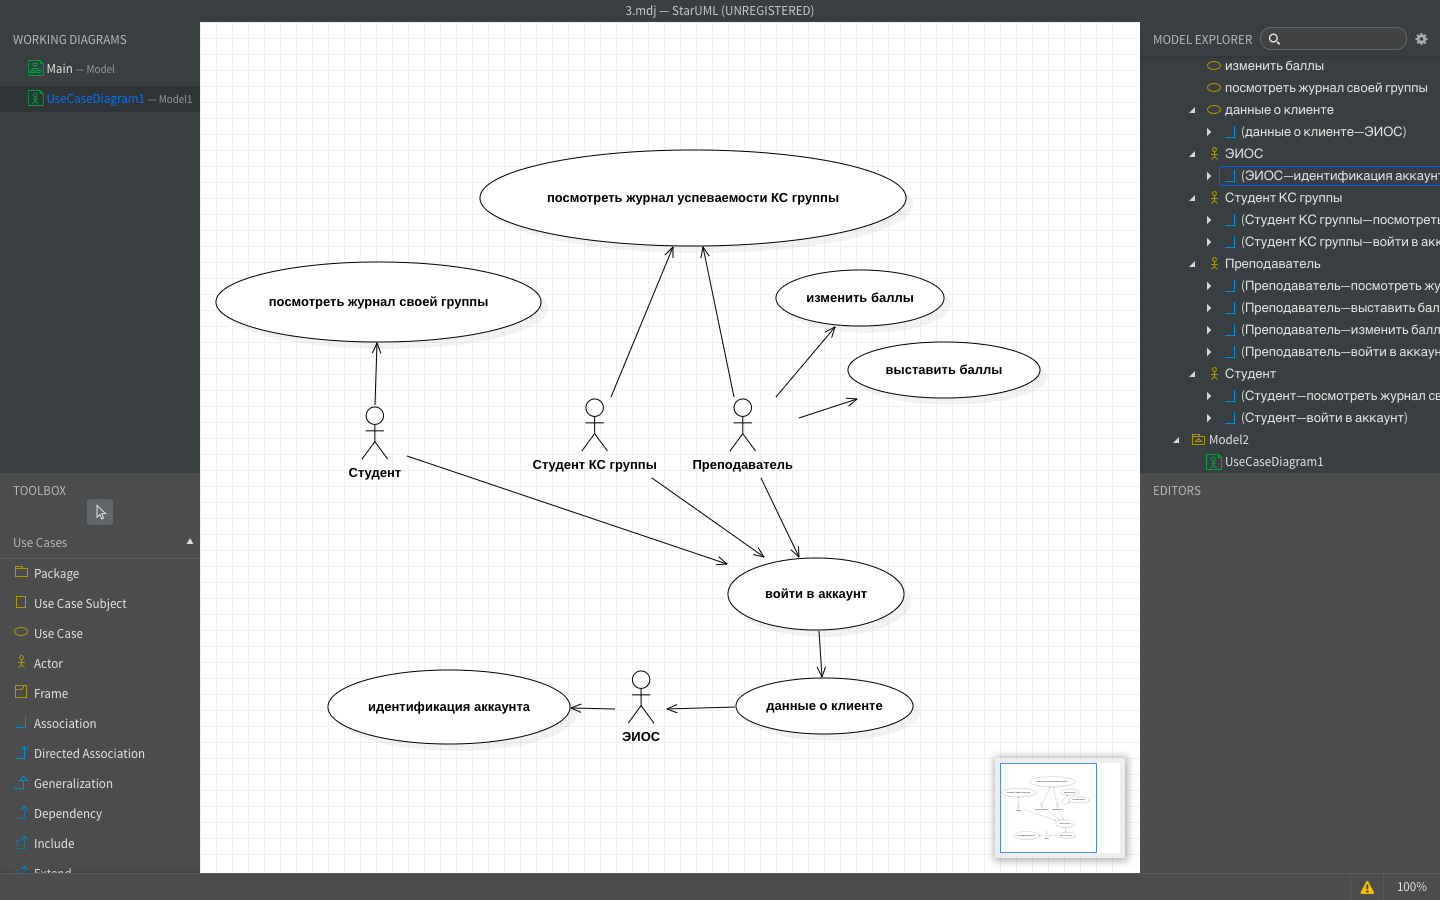 3.mdj — StarUML (UNREGISTERED)
WORKING DIAGRAMS
Main — Model
UseCaseDiagram1 — Model1
TOOLBOX
Use Cases
Package
Use Case Subject
Use Case
Actor
Frame
Association
Directed Association
Generalization
Dependency
Include
Extend
посмотреть журнал успеваемости КС группы
посмотреть журнал своей группы
изменить баллы
выставить баллы
Студент
Студент КС группы
Преподаватель
войти в аккаунт
идентификация аккаунта
ЭИОС
данные о клиенте
MODEL EXPLORER
изменить баллы
посмотреть журнал своей группы
данные о клиенте
(данные о клиенте—ЭИОС)
ЭИОС
(ЭИОС—идентификация аккаунт
Студент КС группы
(Студент КС группы—посмотреть
(Студент КС группы—войти в акк
Преподаватель
(Преподаватель—посмотреть жу
(Преподаватель—выставить бал
(Преподаватель—изменить балл
(Преподаватель—войти в аккаун
Студент
(Студент—посмотреть журнал св
(Студент—войти в аккаунт)
Model2
UseCaseDiagram1
EDITORS
100%